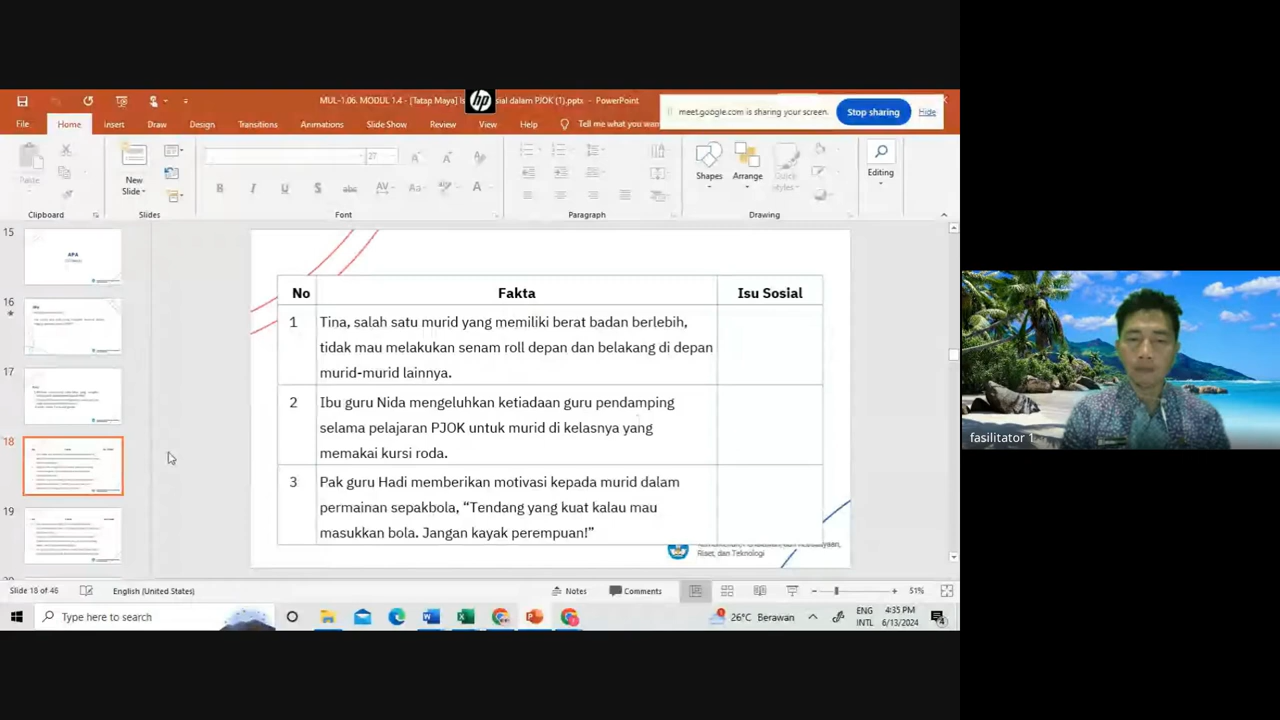 MUL-1.06. MODUL 1.4 - [Tatap Maya] Is
sial dalam PJOK (1).pptx - PowerPoint
meet.google.com is sharing your screen.
Stop sharing
Hide
File
Home
Insert
Draw
Design
Transitions
Animations
Slide Show
Review
View
Help
Tell me what you wan
Paste
New
Slide
27
Shapes
Arrange
Quick
Styles
Editing
Clipboard
Slides
Font
Paragraph
Drawing
15
APA
16
17
18
19
No
Fakta
Isu Sosial
1
Tina, salah satu murid yang memiliki berat badan berlebih,
tidak mau melakukan senam roll depan dan belakang di depan
murid-murid lainnya.
2
Ibu guru Nida mengeluhkan ketiadaan guru pendamping
selama pelajaran PJOK untuk murid di kelasnya yang
memakai kursi roda.
3
Pak guru Hadi memberikan motivasi kepada murid dalam
permainan sepakbola, “Tendang yang kuat kalau mau
masukkan bola. Jangan kayak perempuan!”
Riset, dan Teknologi
fasilitator 1
Slide 18 of 46
English (United States)
Notes
Comments
51%
Type here to search
26°C Berawan
ENG
INTL
4:35 PM
6/13/2024